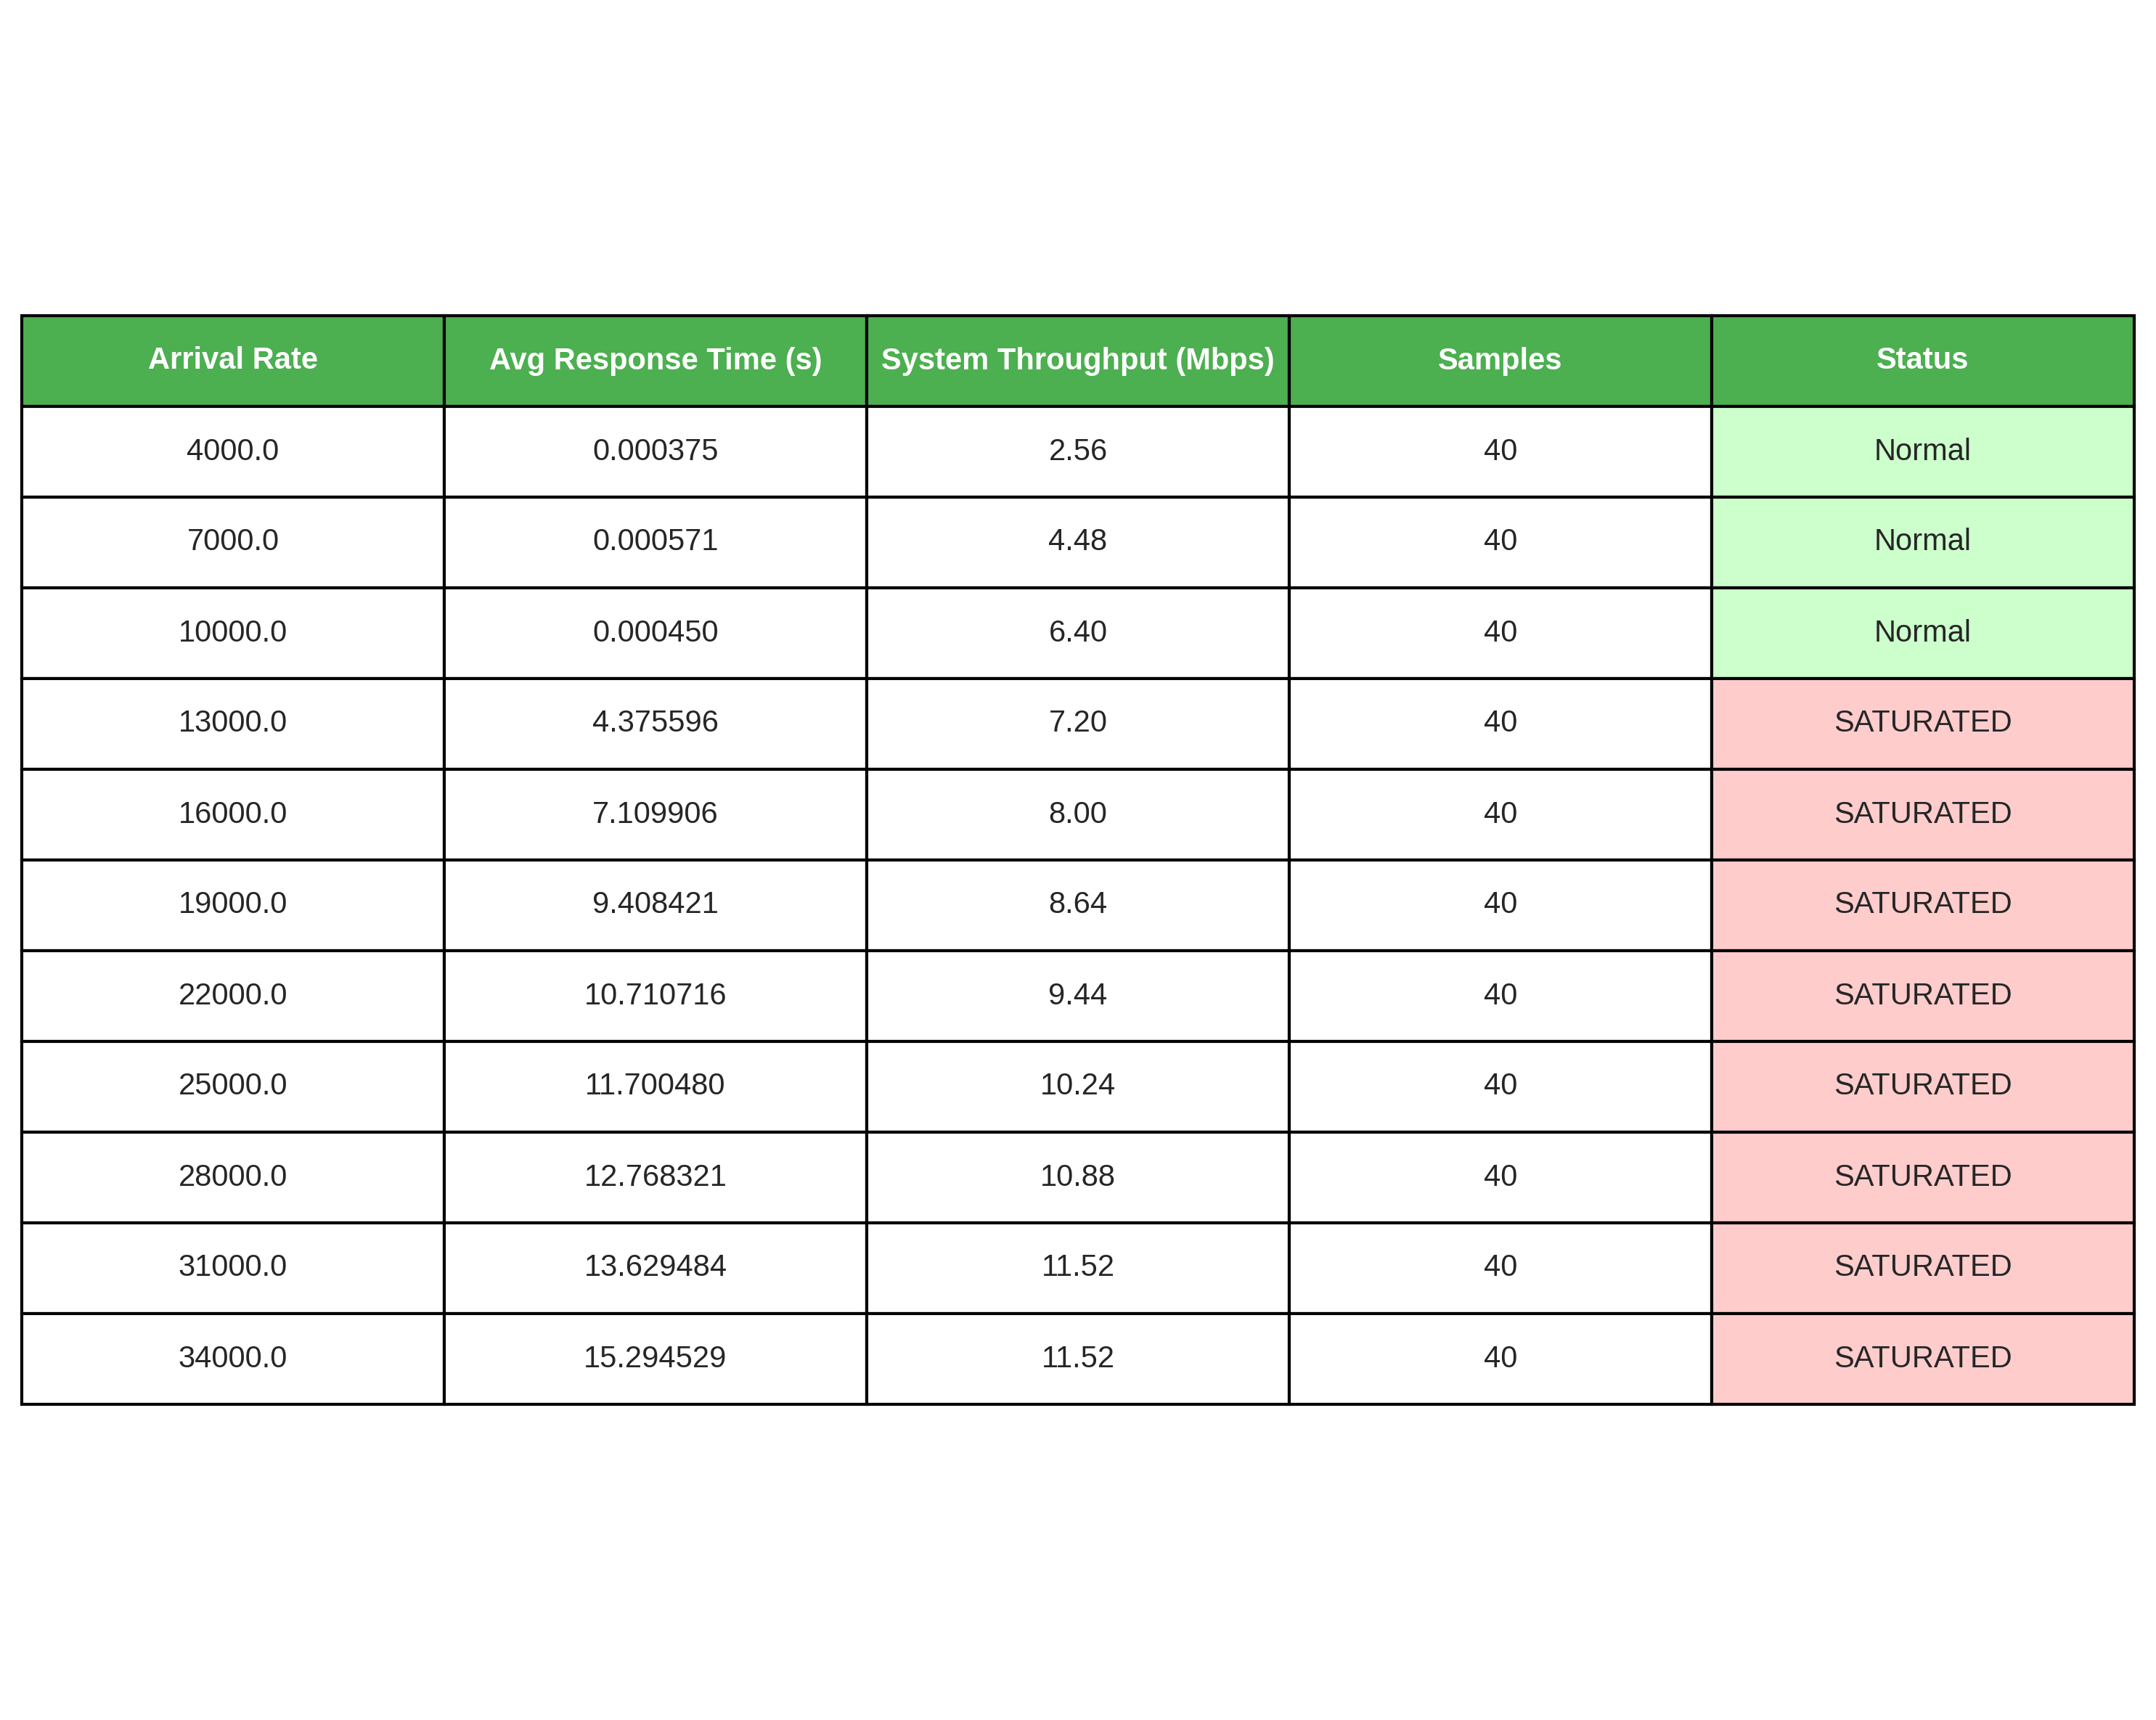 Arrival Rate Avg Response Time (s) System Throughput (Mbps) Samples Status
4000.0 0.000375 2.56 40 Normal
7000.0 0.000571 4.48 40 Normal
10000.0 0.000450 6.40 40 Normal
13000.0 4.375596 7.20 40 SATURATED
16000.0 7.109906 8.00 40 SATURATED
19000.0 9.408421 8.64 40 SATURATED
22000.0 10.710716 9.44 40 SATURATED
25000.0 11.700480 10.24 40 SATURATED
28000.0 12.768321 10.88 40 SATURATED
31000.0 13.629484 11.52 40 SATURATED
34000.0 15.294529 11.52 40 SATURATED